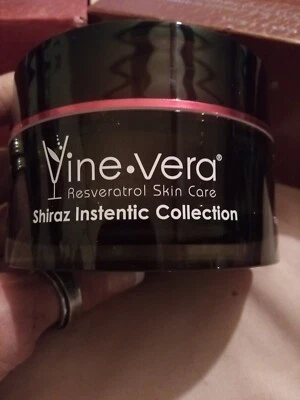 Vine•vera®
Resveratrol Skin Care
Shiraz Instentic Collection